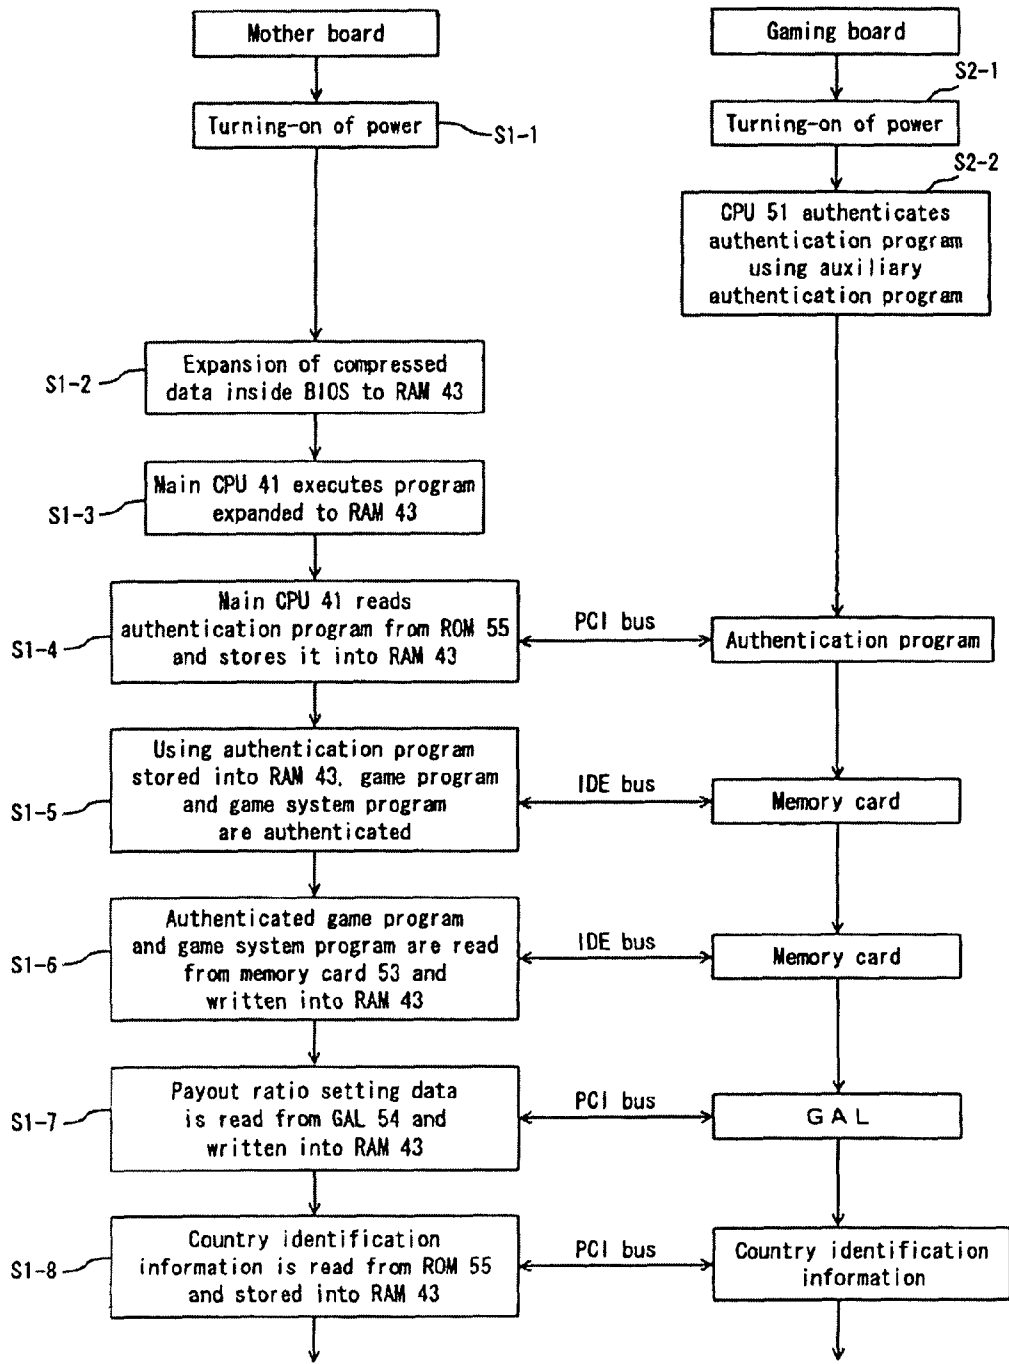 Mother board
Turning-on of power
S1-1
Expansion of compressed
data inside BIOS to RAM 43
S1-2
Main CPU 41 executes program
expanded to RAM 43
S1-3
Main CPU 41 reads
authentication program from ROM 55
and stores it into RAM 43
S1-4
Using authentication program
stored into RAM 43, game program
and game system program
are authenticated
S1-5
Authenticated game program
and game system program are read
from memory card 53 and
written into RAM 43
S1-6
Payout ratio setting data
is read from GAL 54 and
written into RAM 43
S1-7
Country identification
information is read from ROM 55
and stored into RAM 43
S1-8
PCI bus
IDE bus
IDE bus
PCI bus
PCI bus
Gaming board
S2-1
Turning-on of power
S2-2
CPU 51 authenticates
authentication program
using auxiliary
authentication program
Authentication program
Memory card
Memory card
GAL
Country identification
information